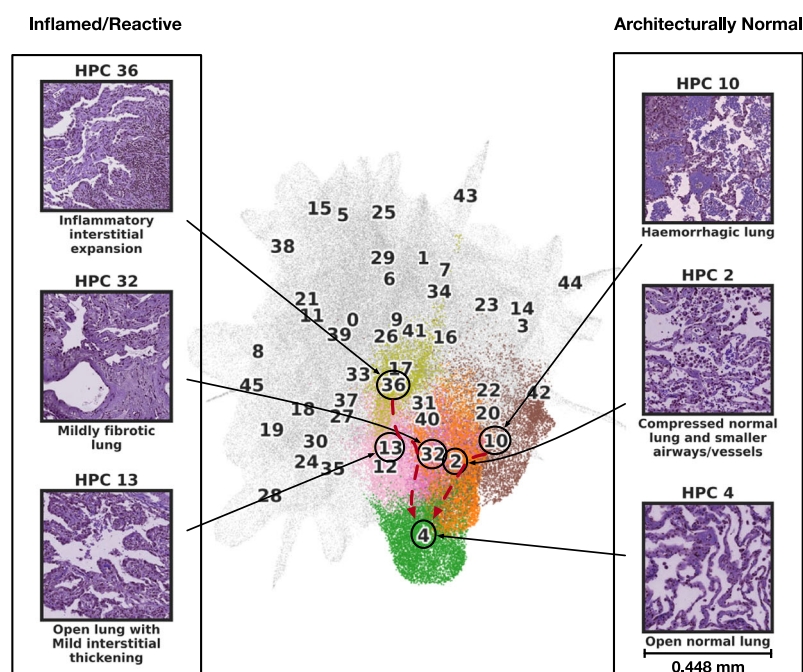 Inflamed/Reactive
Architecturally Normal
HPC 36
Inflammatory
interstitial
expansion
HPC 32
Mildly fibrotic
lung
HPC 13
Open lung with
Mild interstitial
thickening
43
15
5
25
38
29
1
6
7
34
44
21
11
0
39
9
26
41
16
23
14
3
8
45
33
17
36
37
18
27
31
40
22
20
42
19
30
24
35
28
13
12
32
2
10
4
HPC 10
Haemorrhagic lung
HPC 2
Compressed normal
lung and smaller
airways/vessels
HPC 4
Open normal lung
0.448 mm